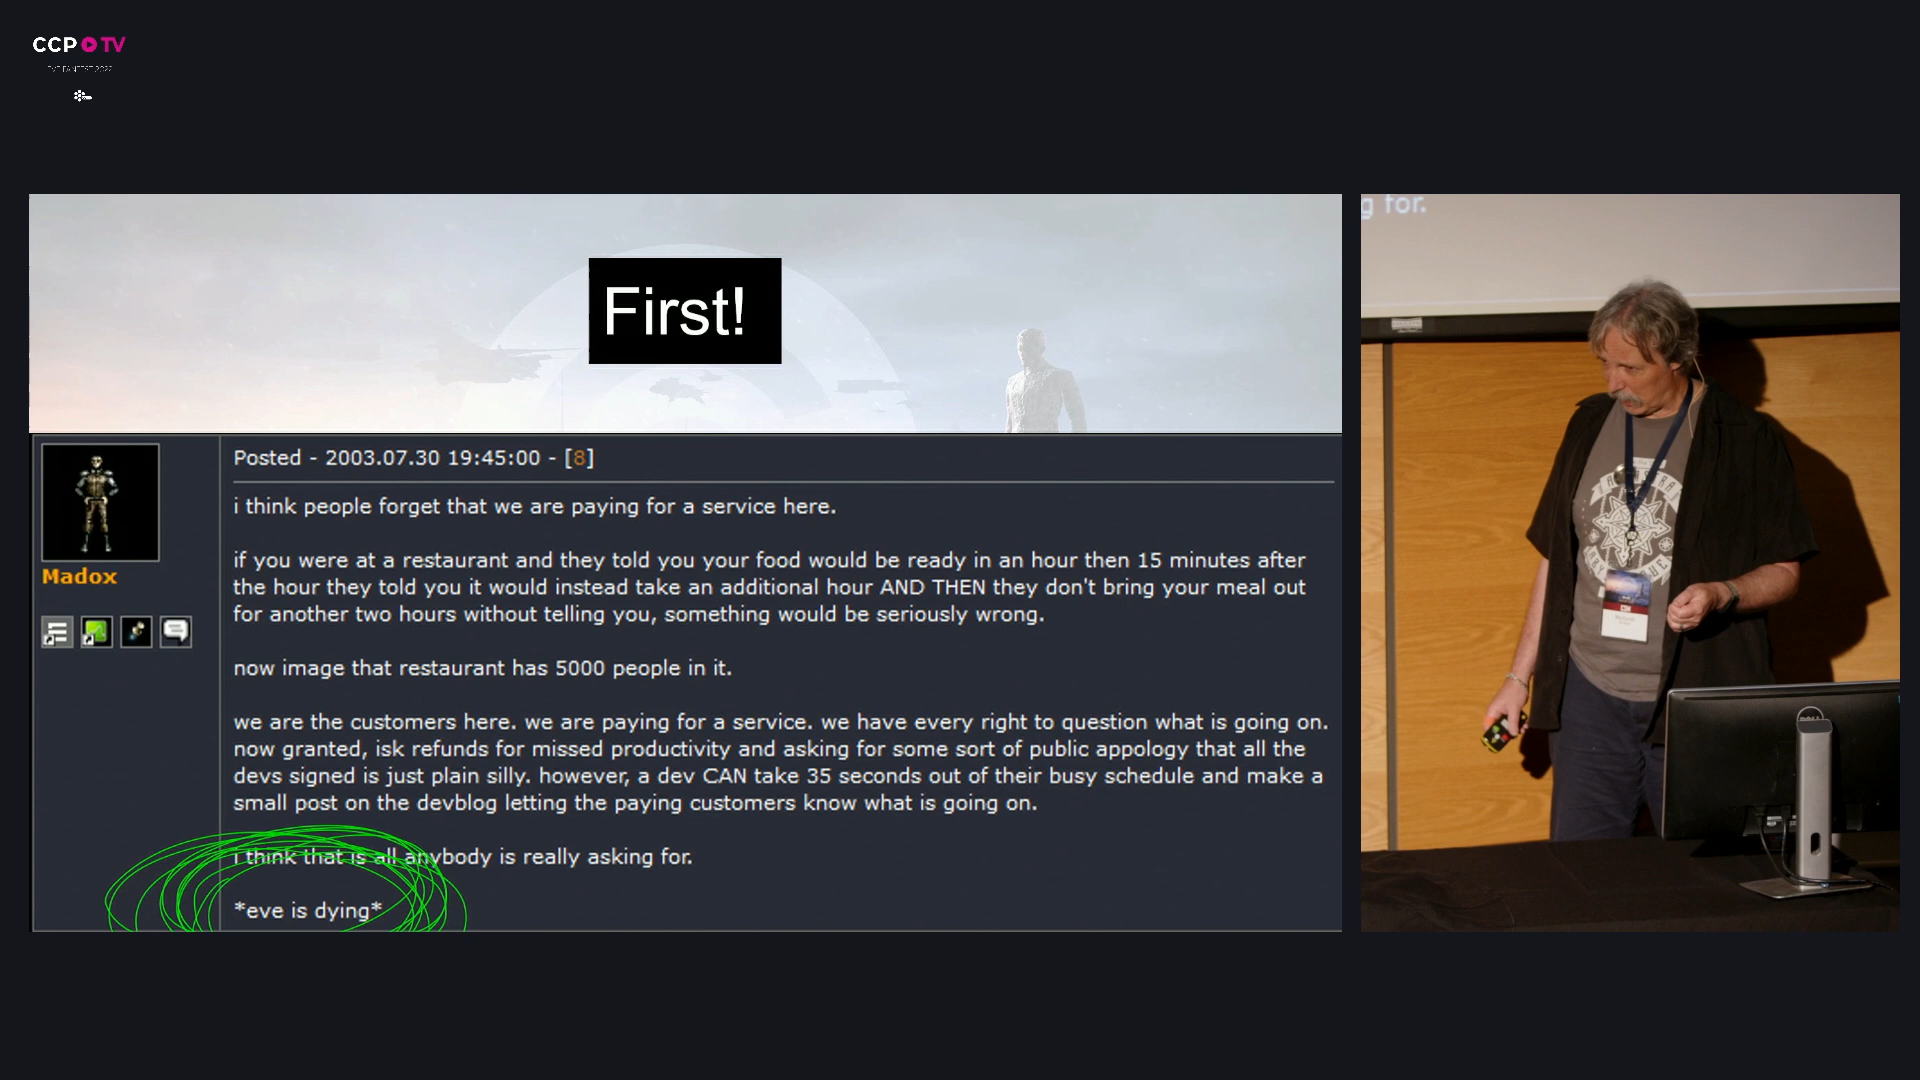 CCP TV
EVE FANFEST 2022
First!
g for.
Posted - 2003.07.30 19:45:00 - [8]
i think people forget that we are paying for a service here.
if you were at a restaurant and they told you your food would be ready in an hour then 15 minutes after
the hour they told you it would instead take an additional hour AND THEN they don't bring your meal out
for another two hours without telling you, something would be seriously wrong.
now image that restaurant has 5000 people in it.
we are the customers here. we are paying for a service. we have every right to question what is going on.
now granted, isk refunds for missed productivity and asking for some sort of public appology that all the
devs signed is just plain silly. however, a dev CAN take 35 seconds out of their busy schedule and make a
small post on the devblog letting the paying customers know what is going on.
i think that is all anybody is really asking for.
*eve is dying*
Madox
DELL